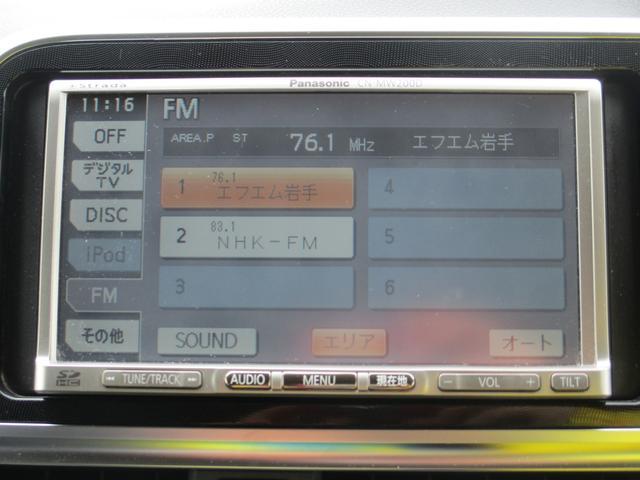 Strada Panasonic CN-MW200D
11:16 FM
OFF
AREA.P ST 76.1 MHz エフエム岩手
デジタルTV
1 76.1 エフエム岩手 4
DISC
2 83.1 NHK-FM 5
iPod
3 6
FM
その他 SOUND エリア オート
SD HC TUNE/TRACK AUDIO MENU 現在地 − VOL + TILT